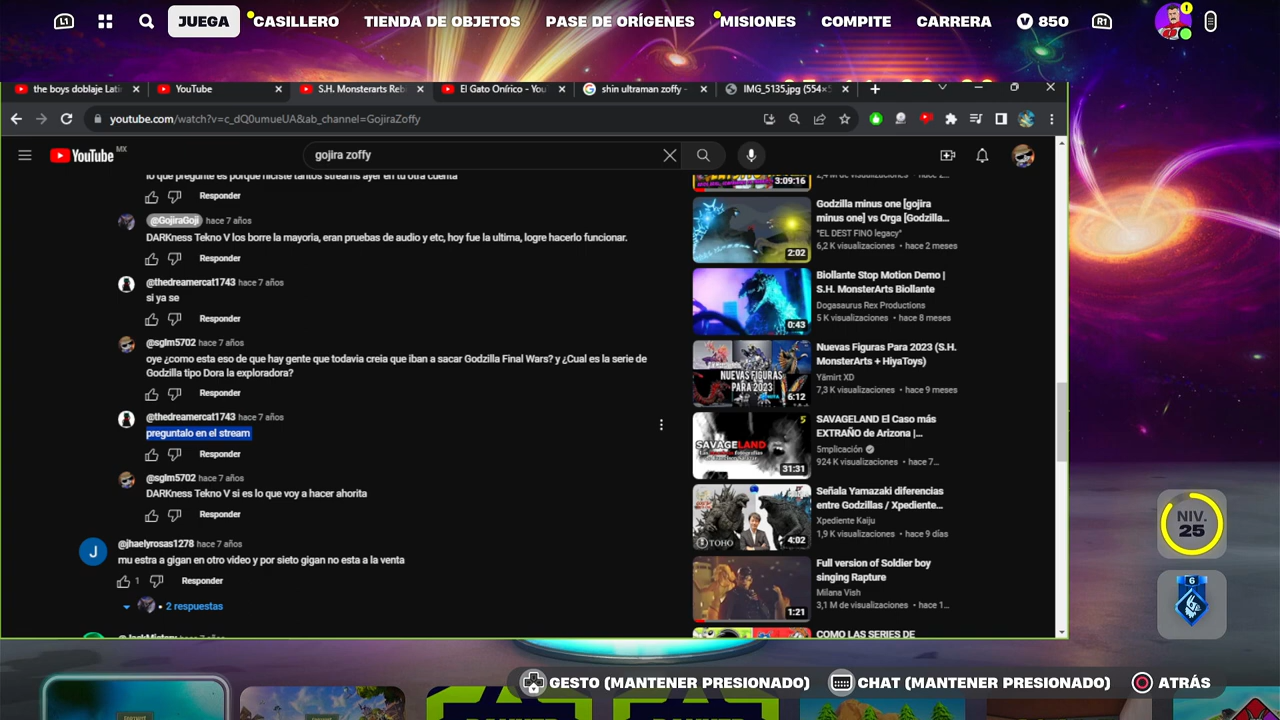 L1
JUEGA
CASILLERO
TIENDA DE OBJETOS
PASE DE ORÍGENES
MISIONES
COMPITE
CARRERA
V 850
R1
the boys doblaje Lati
YouTube
S.H. Monsterarts Reb
El Gato Onírico - You
shin ultraman zoffy -
IMG_5135.jpg (554×5
youtube.com/watch?v=c_dQ0umueUA&ab_channel=GojiraZoffy
YouTube MX
gojira zoffy
lo que pregunte es porque hiciste tantos streams ayer en tu otra cuenta
Responder
@GojiraGoji hace 7 años
DARKness Tekno V los borre la mayoria, eran pruebas de audio y etc, hoy fue la ultima, logre hacerlo funcionar.
Responder
@thedreamercat1743 hace 7 años
si ya se
Responder
@sglm5702 hace 7 años
oye ¿como esta eso de que hay gente que todavia creia que iban a sacar Godzilla Final Wars? y ¿Cual es la serie de
Godzilla tipo Dora la exploradora?
Responder
@thedreamercat1743 hace 7 años
preguntalo en el stream
Responder
@sglm5702 hace 7 años
DARKness Tekno V si es lo que voy a hacer ahorita
Responder
J
@jhaelyrosas1278 hace 7 años
mu estra a gigan en otro video y por sieto gigan no esta a la venta
1 Responder
2 respuestas
3:09:16
Godzilla minus one [gojira
minus one] vs Orga [Godzilla...
"EL DEST FINO legacy"
6,2 K visualizaciones • hace 2 meses
2:02
Biollante Stop Motion Demo |
S.H. MonsterArts Biollante
Dogasaurus Rex Productions
5 K visualizaciones • hace 8 meses
0:43
Nuevas Figuras Para 2023 (S.H.
MonsterArts + HiyaToys)
Yâmirt XD
7,3 K visualizaciones • hace 9 meses
NUEVAS FIGURAS
PARA 2023
6:12
SAVAGELAND El Caso más
EXTRAÑO de Arizona |...
5mplicación
924 K visualizaciones • hace 7...
5
SAVAGELAND
31:31
Señala Yamazaki diferencias
entre Godzillas / Xpediente...
Xpediente Kaiju
1,9 K visualizaciones • hace 9 días
TOHO
4:02
Full version of Soldier boy
singing Rapture
Milana Vish
3,1 M de visualizaciones • hace 1...
1:21
COMO LAS SERIES DE
NIV.
25
6
GESTO (MANTENER PRESIONADO)
CHAT (MANTENER PRESIONADO)
ATRÁS